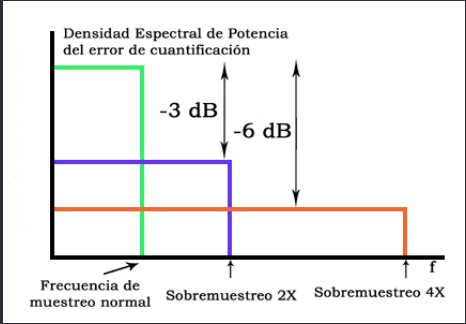 Densidad Espectral de Potencia
del error de cuantificación
-3 dB
-6 dB
f
Frecuencia de
muestreo normal
Sobremuestreo 2X
Sobremuestreo 4X